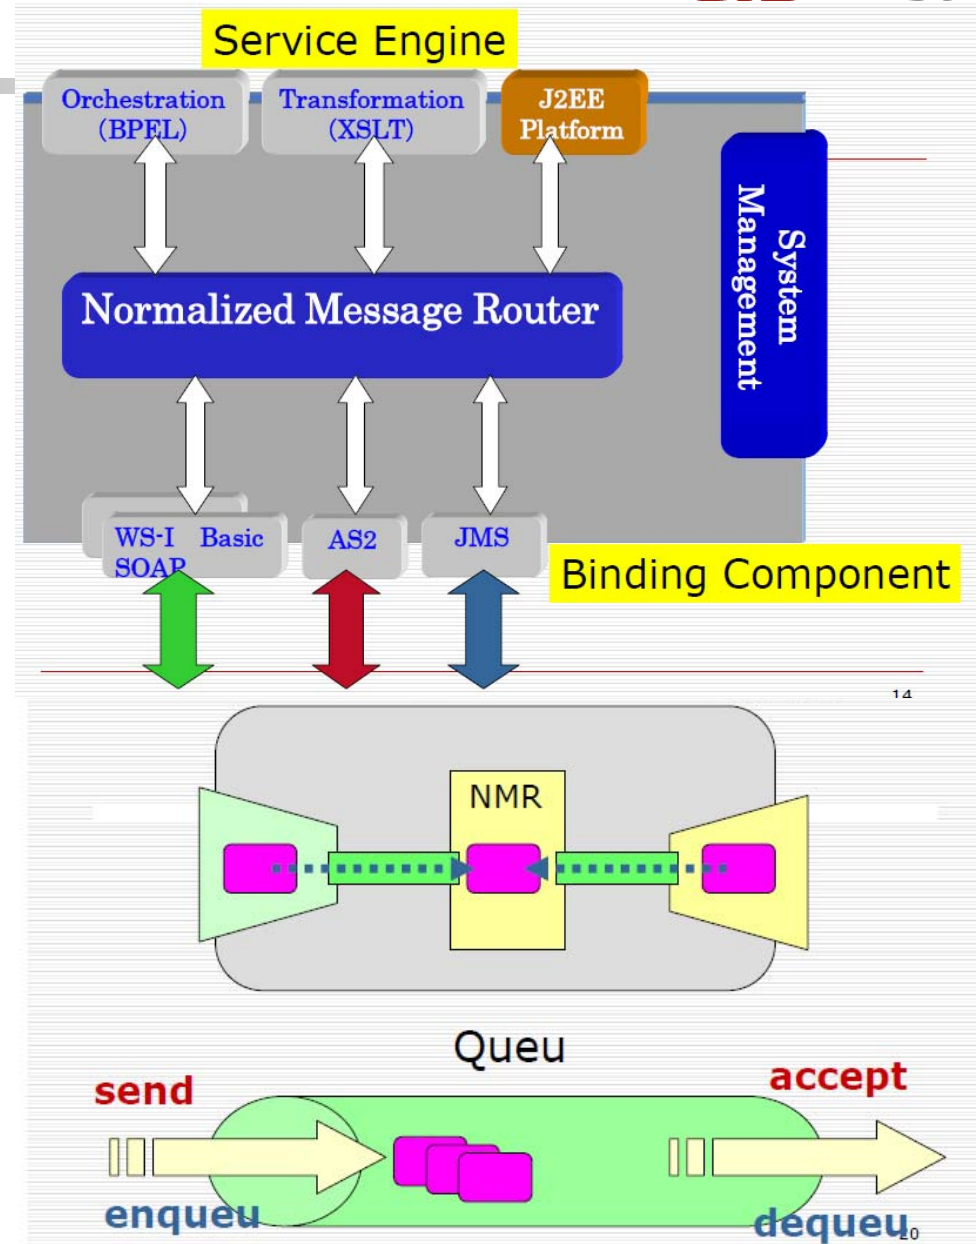 Service Engine
Orchestration
(BPEL)
Transformation
(XSLT)
J2EE
Platform
System
Management
Normalized Message Router
WS-I Basic
SOAP
AS2
JMS
Binding Component
14
NMR
Queu
send
accept
enqueu
dequeu
20